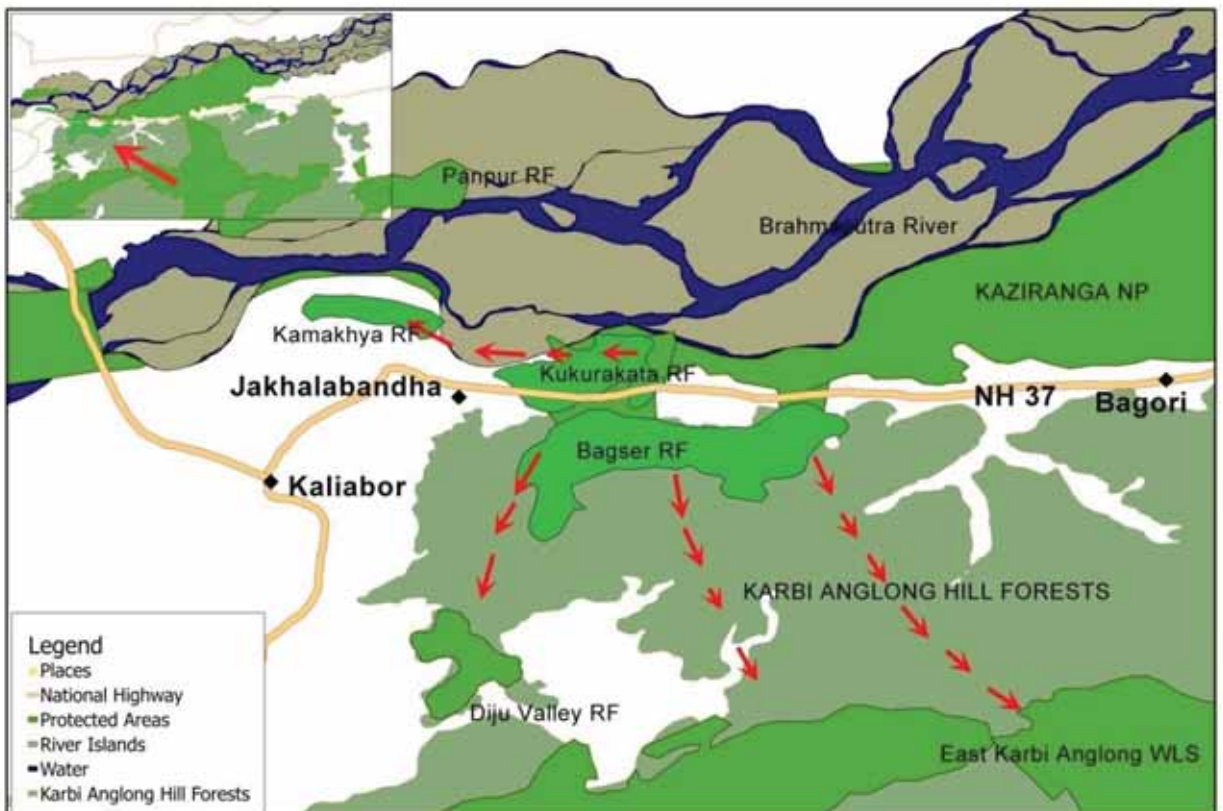 Panpur RF
Brahmaputra River
KAZIRANGA NP
Kamakhya RF
Kukurakata RF
Jakhalabandha
NH 37
Bagori
Bagser RF
Kaliabor
KARBI ANGLONG HILL FORESTS
Diju Valley RF
East Karbi Anglong WLS
Legend
Places
National Highway
Protected Areas
River Islands
Water
Karbi Anglong Hill Forests